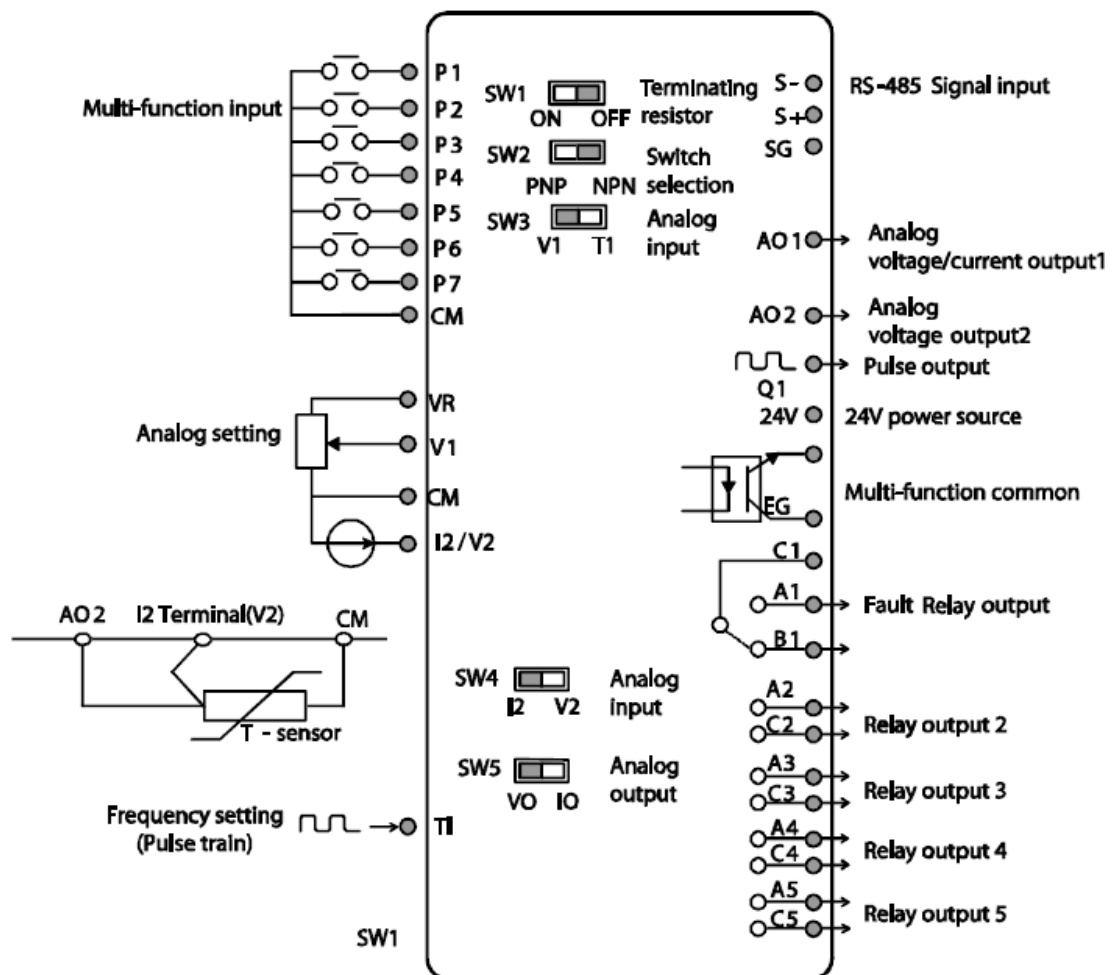 Multi-function input
P1
P2
P3
P4
P5
P6
P7
CM
SW1
ON OFF
Terminating
resistor
SW2
PNP NPN
Switch
selection
SW3
V1 T1
Analog
input
S-
S+
SG
RS-485 Signal input
AO1
Analog
voltage/current output1
AO2
Analog
voltage output2
Pulse output
Q1
24V
24V power source
EG
Multi-function common
Analog setting
VR
V1
CM
I2/V2
C1
A1
B1
Fault Relay output
AO2
I2 Terminal(V2)
CM
T-sensor
SW4
I2 V2
Analog
input
SW5
VO IO
Analog
output
A2
C2
Relay output 2
A3
C3
Relay output 3
A4
C4
Relay output 4
A5
C5
Relay output 5
Frequency setting
(Pulse train)
TI
SW1